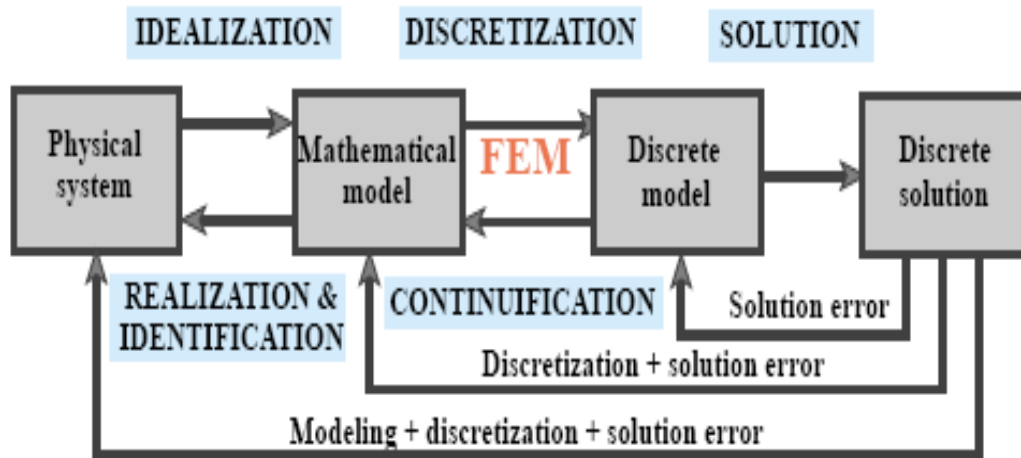 IDEALIZATION
DISCRETIZATION
SOLUTION
Physical
system
Mathematical
model
FEM
Discrete
model
Discrete
solution
REALIZATION &
IDENTIFICATION
CONTINUIFICATION
Solution error
Discretization + solution error
Modeling + discretization + solution error